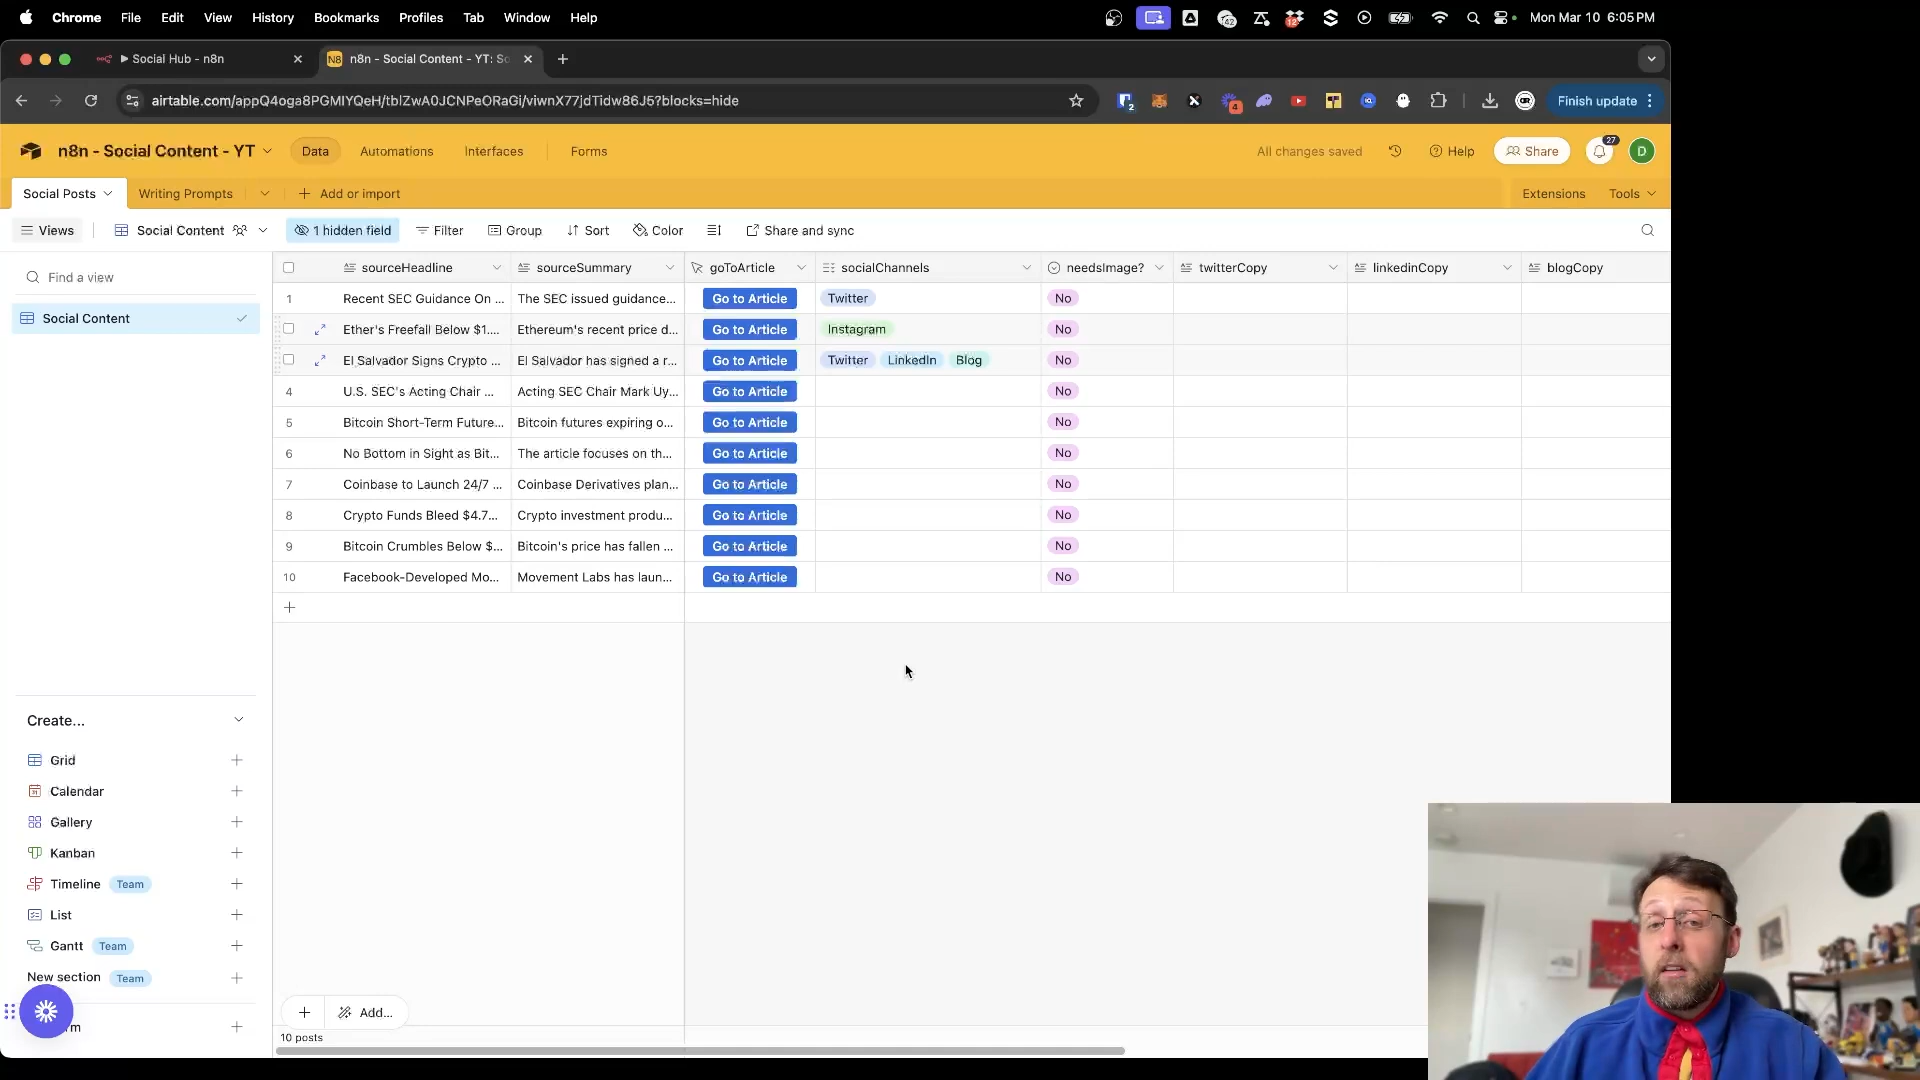 Chrome File Edit View History Bookmarks Profiles Tab Window Help Mon Mar 10 6:05 PM
Social Hub - n8n n8n - Social Content - YT: So
airtable.com/appQ4oga8PGMIYQeH/tblZwA0JCNPeORaGi/viwnX77jdTidw86J5?blocks=hide Finish update
n8n - Social Content - YT Data Automations Interfaces Forms All changes saved Help Share 27 D
Social Posts Writing Prompts Add or import Extensions Tools
Views Social Content 1 hidden field Filter Group Sort Color Share and sync
Find a view
Social Content
sourceHeadline sourceSummary goToArticle socialChannels needsImage? twitterCopy linkedinCopy blogCopy
1 Recent SEC Guidance On ... The SEC issued guidance... Go to Article Twitter No
Ether's Freefall Below $1.... Ethereum's recent price d... Go to Article Instagram No
El Salvador Signs Crypto ... El Salvador has signed a r... Go to Article Twitter LinkedIn Blog No
4 U.S. SEC's Acting Chair ... Acting SEC Chair Mark Uy... Go to Article No
5 Bitcoin Short-Term Future... Bitcoin futures expiring o... Go to Article No
6 No Bottom in Sight as Bit... The article focuses on th... Go to Article No
7 Coinbase to Launch 24/7 ... Coinbase Derivatives plan... Go to Article No
8 Crypto Funds Bleed $4.7... Crypto investment produ... Go to Article No
9 Bitcoin Crumbles Below $... Bitcoin's price has fallen ... Go to Article No
10 Facebook-Developed Mo... Movement Labs has laun... Go to Article No
Create...
Grid
Calendar
Gallery
Kanban
Timeline Team
List
Gantt Team
New section Team
Add...
10 posts